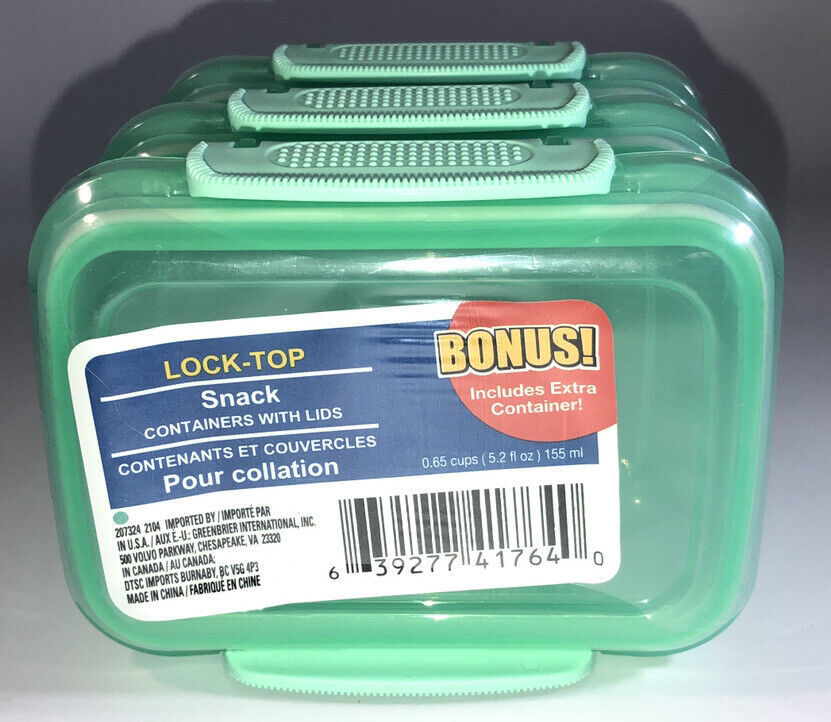 LOCK-TOP
Snack
CONTAINERS WITH LIDS
CONTENANTS ET COUVERCLES
Pour collation
BONUS!
Includes Extra
Container!
0.65 cups (5.2 fl oz) 155 ml
207324 2104 IMPORTED BY / IMPORTÉ PAR
IN U.S.A. / AUX É.-U.: GREENBRIER INTERNATIONAL, INC.
500 VOLVO PARKWAY, CHESAPEAKE, VA 23320
IN CANADA / AU CANADA:
DTSC IMPORTS BURNABY, BC V5G 4P3
MADE IN CHINA / FABRIQUÉ EN CHINE
6 39277 41764 0